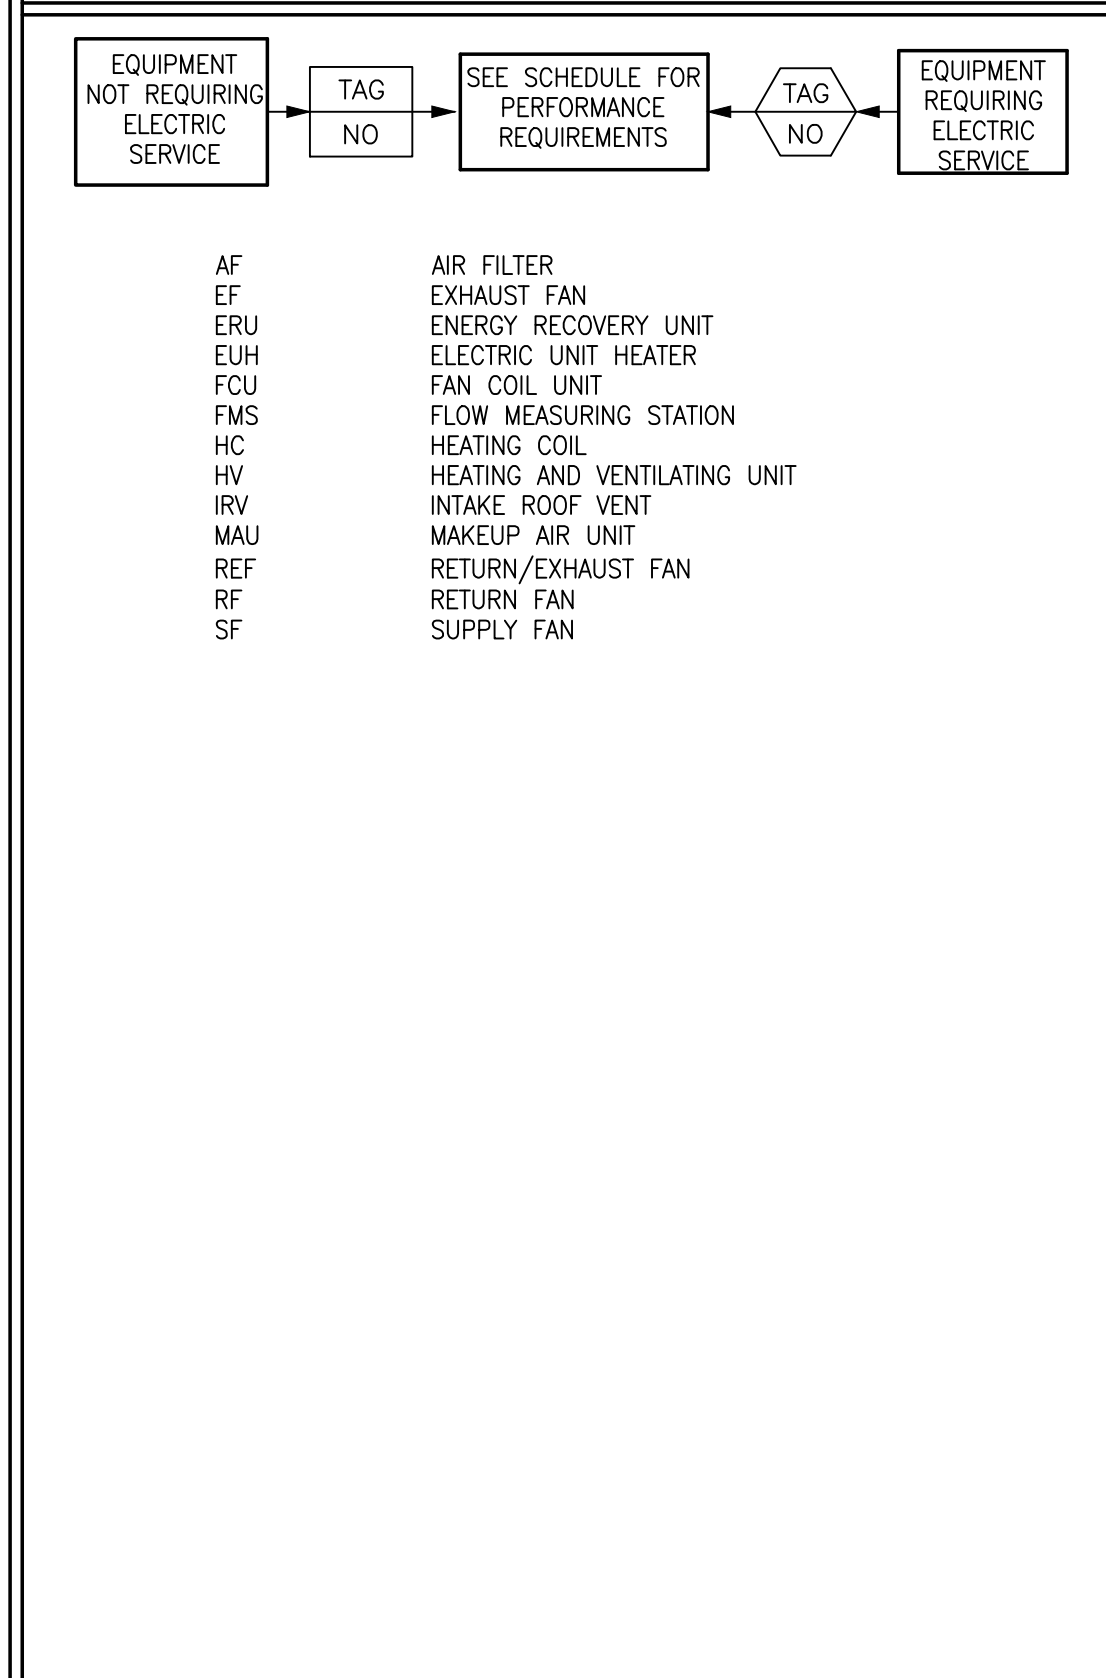 EQUIPMENT
NOT REQUIRING
ELECTRIC
SERVICE
TAG
NO
SEE SCHEDULE FOR
PERFORMANCE
REQUIREMENTS
TAG
NO
EQUIPMENT
REQUIRING
ELECTRIC
SERVICE
AF AIR FILTER
EF EXHAUST FAN
ERU ENERGY RECOVERY UNIT
EUH ELECTRIC UNIT HEATER
FCU FAN COIL UNIT
FMS FLOW MEASURING STATION
HC HEATING COIL
HV HEATING AND VENTILATING UNIT
IRV INTAKE ROOF VENT
MAU MAKEUP AIR UNIT
REF RETURN/EXHAUST FAN
RF RETURN FAN
SF SUPPLY FAN